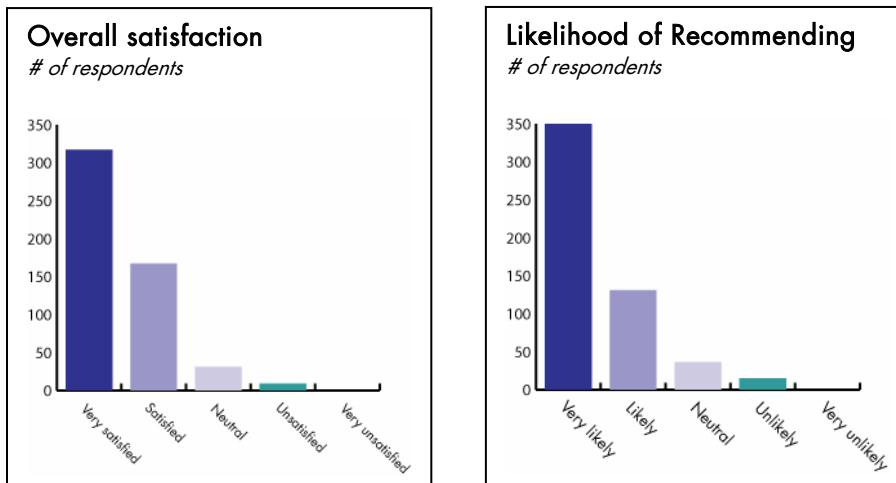 Overall satisfaction
# of respondents
350
300
250
200
150
100
50
0
Very satisfied
Satisfied
Neutral
Unsatisfied
Very unsatisfied
Likelihood of Recommending
# of respondents
350
300
250
200
150
100
50
0
Very likely
Likely
Neutral
Unlikely
Very unlikely